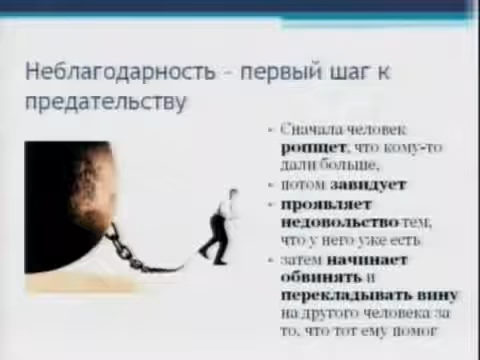 Неблагодарность – первый шаг к
предательству
• Сначала человек
ропщет, что кому-то
дали больше,
• потом завидует
• проявляет
недовольство тем,
что у него уже есть
• затем начинает
обвинять и
перекладывать вину
на другого человека за
то, что тот ему помог